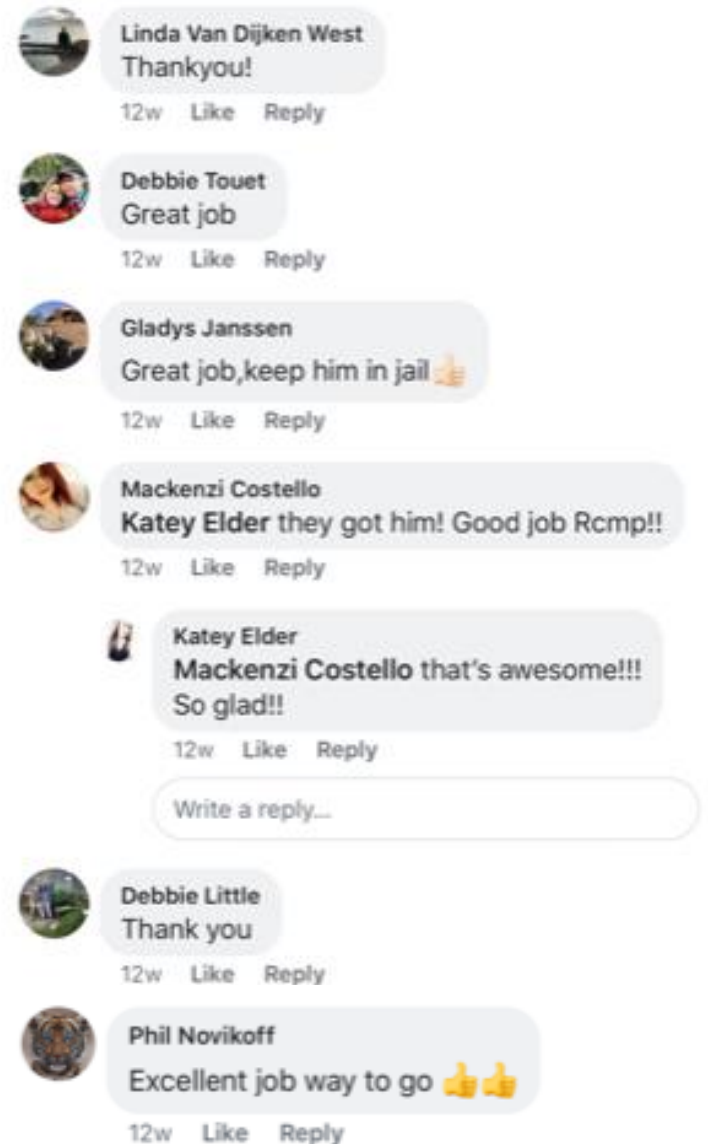 Linda Van Dijken West
Thankyou!
12w Like Reply
Debbie Touet
Great job
12w Like Reply
Gladys Janssen
Great job,keep him in jail👍🏻
12w Like Reply
Mackenzi Costello
Katey Elder they got him! Good job Rcmp!!
12w Like Reply
Katey Elder
Mackenzi Costello that's awesome!!!
So glad!!
12w Like Reply
Write a reply...
Debbie Little
Thank you
12w Like Reply
Phil Novikoff
Excellent job way to go 👍👍
12w Like Reply